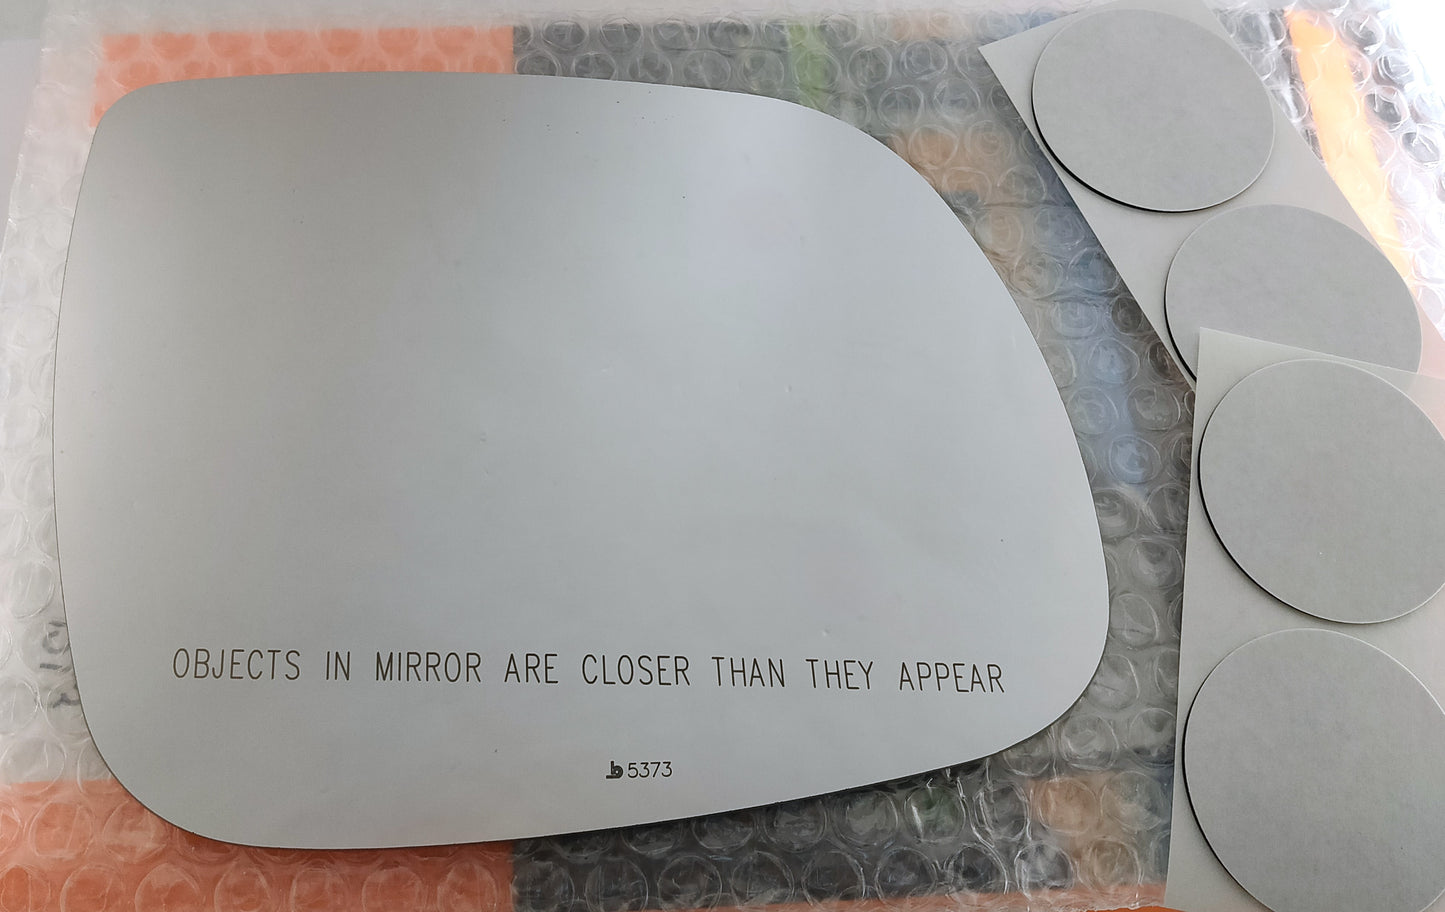 OBJECTS IN MIRROR ARE CLOSER THAN THEY APPEAR
b 5373